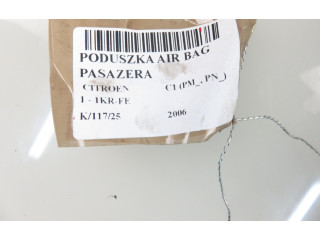 PODUSZKA AIR BAG
PASAZERA
CITROEN C1 (PM_, PN_)
1 - 1KR-FE
K/117/25 2006